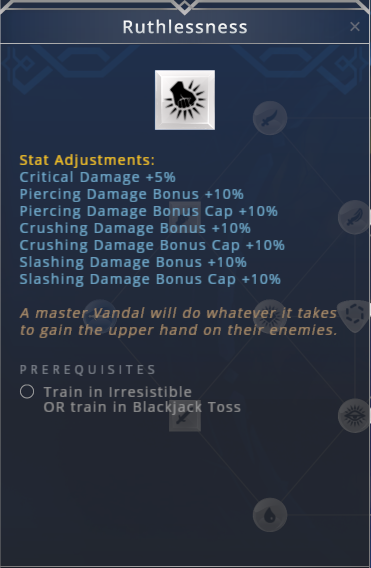 Ruthlessness
Stat Adjustments:
Critical Damage +5%
Piercing Damage Bonus +10%
Piercing Damage Bonus Cap +10%
Crushing Damage Bonus +10%
Crushing Damage Bonus Cap +10%
Slashing Damage Bonus +10%
Slashing Damage Bonus Cap +10%
A master Vandal will do whatever it takes
to gain the upper hand on their enemies.
PREREQUISITES
Train in Irresistible
OR train in Blackjack Toss